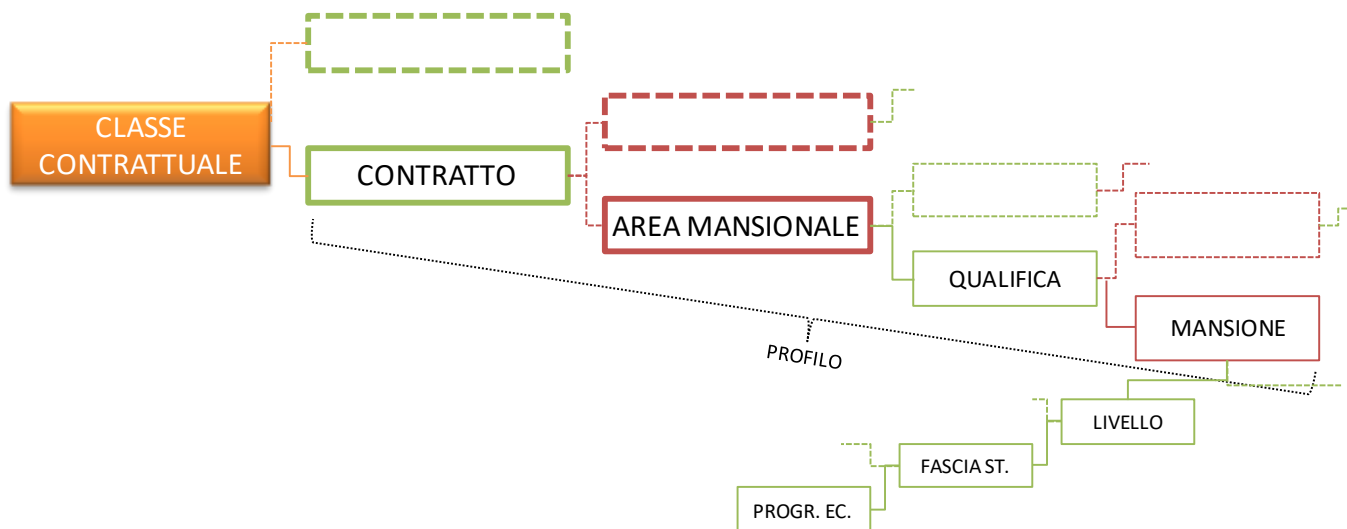 CLASSE
CONTRATTUALE
CONTRATTO
AREA MANSIONALE
QUALIFICA
MANSIONE
PROFILO
LIVELLO
FASCIA ST.
PROGR. EC.